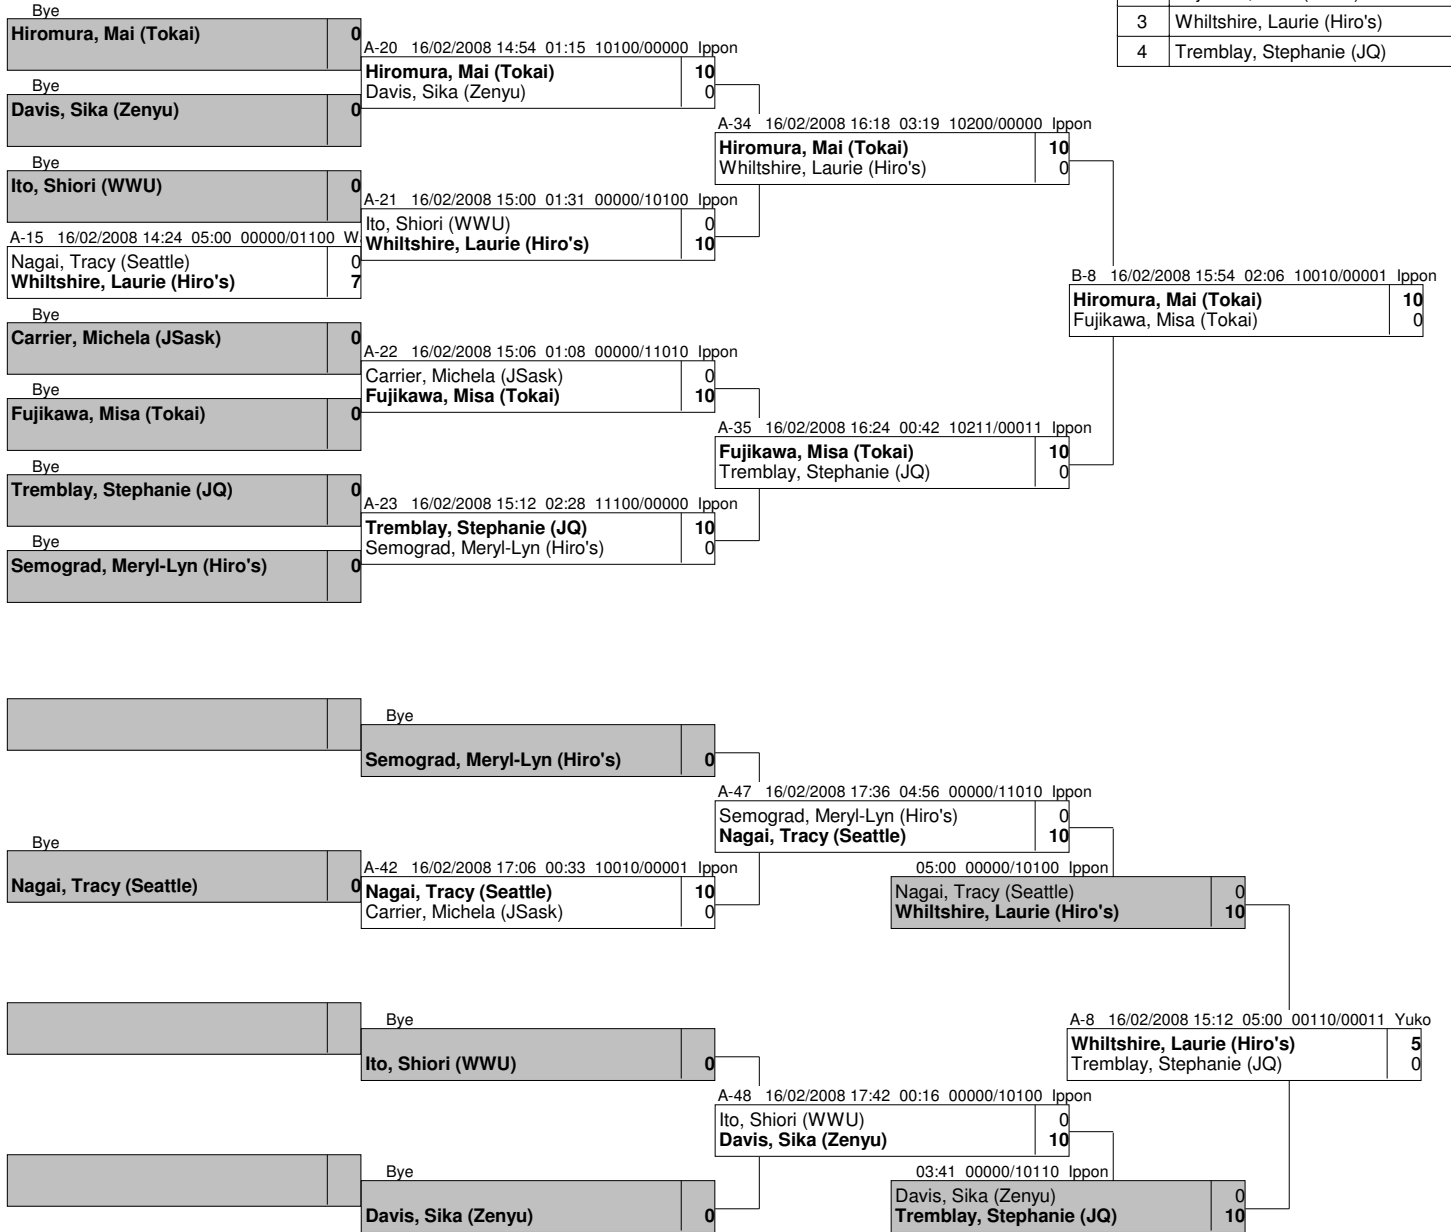 3 Whiltshire, Laurie (Hiro's)
4 Tremblay, Stephanie (JQ)
Bye
Hiromura, Mai (Tokai) 0
Bye
Davis, Sika (Zenyu) 0
Bye
Ito, Shiori (WWU) 0
A-15 16/02/2008 14:24 05:00 00000/01100
Nagai, Tracy (Seattle) 0
Whiltshire, Laurie (Hiro's) 7
Bye
Carrier, Michela (JSask) 0
Bye
Fujikawa, Misa (Tokai) 0
Bye
Tremblay, Stephanie (JQ) 0
Bye
Semograd, Meryl-Lyn (Hiro's) 0
A-20 16/02/2008 14:54 01:15 10100/00000 Ippon
Hiromura, Mai (Tokai) 10
Davis, Sika (Zenyu) 0
A-21 16/02/2008 15:00 01:31 00000/10100 Ippon
Ito, Shiori (WWU) 0
Whiltshire, Laurie (Hiro's) 10
A-22 16/02/2008 15:06 01:08 00000/11010 Ippon
Carrier, Michela (JSask) 0
Fujikawa, Misa (Tokai) 10
A-23 16/02/2008 15:12 02:28 11100/00000 Ippon
Tremblay, Stephanie (JQ) 10
Semograd, Meryl-Lyn (Hiro's) 0
A-34 16/02/2008 16:18 03:19 10200/00000 Ippon
Hiromura, Mai (Tokai) 10
Whiltshire, Laurie (Hiro's) 0
A-35 16/02/2008 16:24 00:42 10211/00011 Ippon
Fujikawa, Misa (Tokai) 10
Tremblay, Stephanie (JQ) 0
B-8 16/02/2008 15:54 02:06 10010/00001 Ippon
Hiromura, Mai (Tokai) 10
Fujikawa, Misa (Tokai) 0
Bye
Semograd, Meryl-Lyn (Hiro's) 0
Bye
Nagai, Tracy (Seattle) 0
A-42 16/02/2008 17:06 00:33 10010/00001 Ippon
Nagai, Tracy (Seattle) 10
Carrier, Michela (JSask) 0
A-47 16/02/2008 17:36 04:56 00000/11010 Ippon
Semograd, Meryl-Lyn (Hiro's) 0
Nagai, Tracy (Seattle) 10
05:00 00000/10100 Ippon
Nagai, Tracy (Seattle) 0
Whiltshire, Laurie (Hiro's) 10
Bye
Ito, Shiori (WWU) 0
Bye
Davis, Sika (Zenyu) 0
A-48 16/02/2008 17:42 00:16 00000/10100 Ippon
Ito, Shiori (WWU) 0
Davis, Sika (Zenyu) 10
03:41 00000/10110 Ippon
Davis, Sika (Zenyu) 0
Tremblay, Stephanie (JQ) 10
A-8 16/02/2008 15:12 05:00 00110/00011 Yuko
Whiltshire, Laurie (Hiro's) 5
Tremblay, Stephanie (JQ) 0